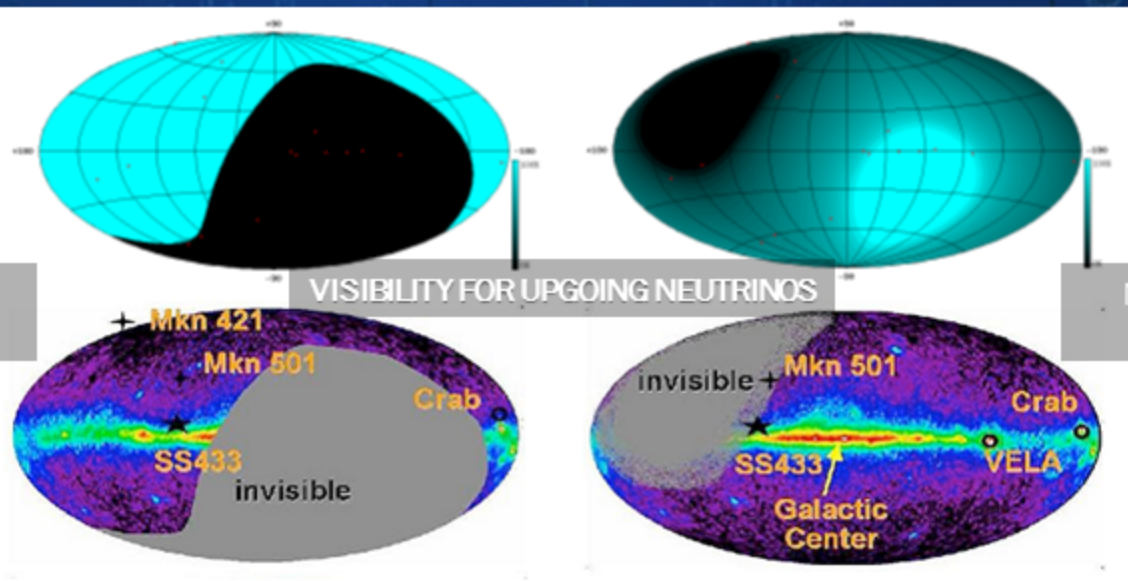 VISIBILITY FOR UPGOING NEUTRINOS
Mkn 421
Mkn 501
Crab
SS433
invisible
invisible
Mkn 501
Crab
SS433
VELA
Galactic
Center